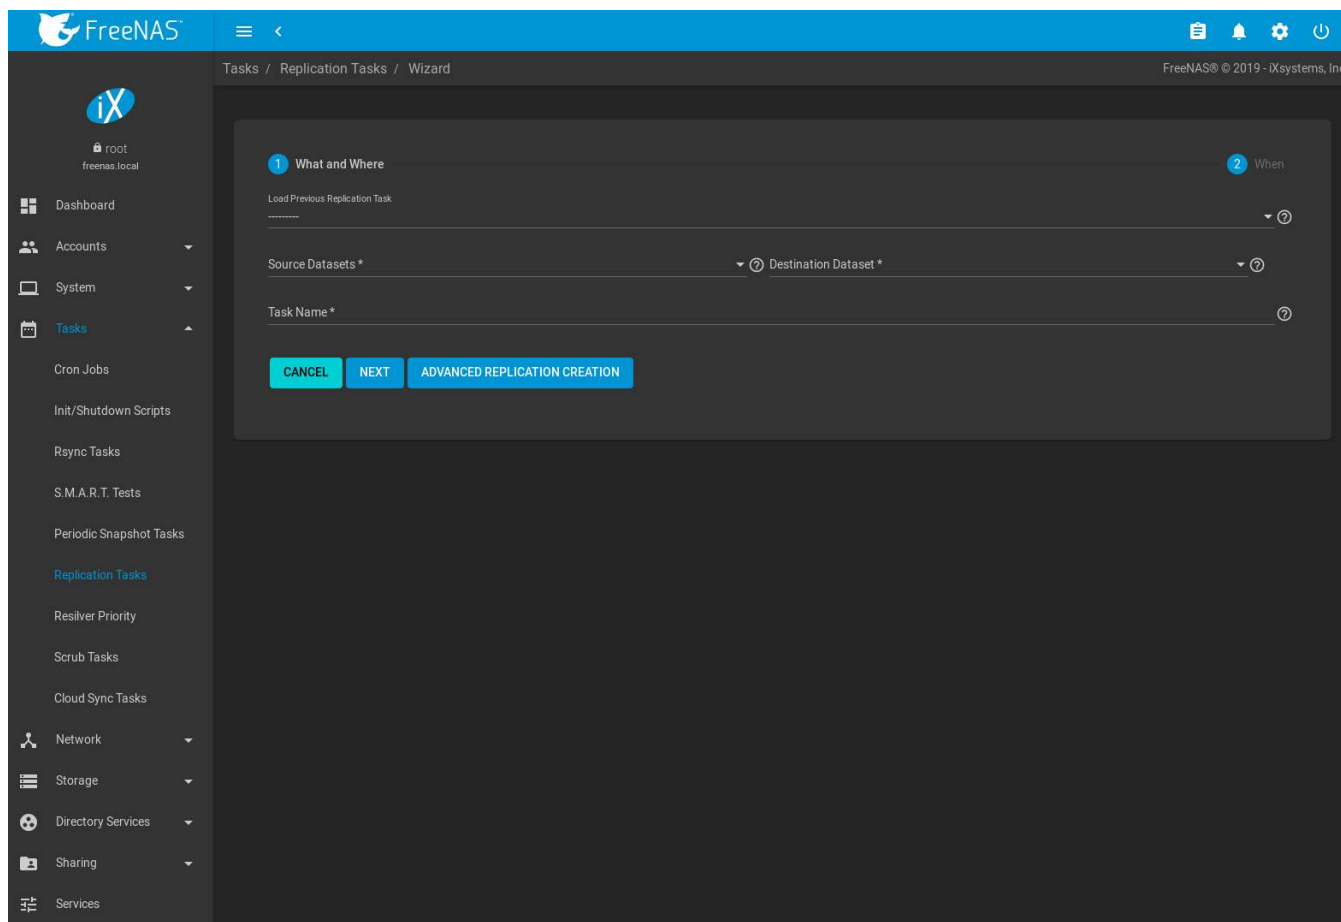 FreeNAS™
Tasks / Replication Tasks / Wizard
FreeNAS® © 2019 - iXsystems, Inc
iX
root
freenas.local
Dashboard
Accounts
System
Tasks
Cron Jobs
Init/Shutdown Scripts
Rsync Tasks
S.M.A.R.T. Tests
Periodic Snapshot Tasks
Replication Tasks
Resilver Priority
Scrub Tasks
Cloud Sync Tasks
Network
Storage
Directory Services
Sharing
Services
1 What and Where
2 When
Load Previous Replication Task
---------
Source Datasets *
Destination Dataset *
Task Name *
CANCEL NEXT ADVANCED REPLICATION CREATION